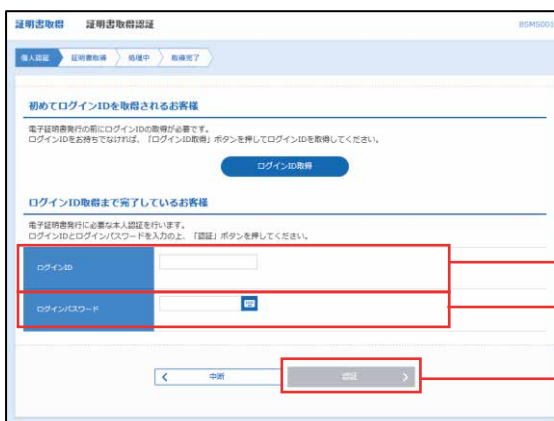 証明書取得 証明書取得認証
BSMS001
個人認証 証明書取得 処理中 取得完了
初めてログインIDを取得されるお客様
電子証明書発行の前にログインIDの取得が必要です。
ログインIDをお持ちでなければ、「ログインID取得」ボタンを押してログインIDを取得してください。
ログインID取得
ログインID取得まで完了しているお客様
電子証明書発行に必要な本人認証を行います。
ログインIDとログインパスワードを入力の上、「認証」ボタンを押してください。
ログインID
ログインパスワード
中断 認証